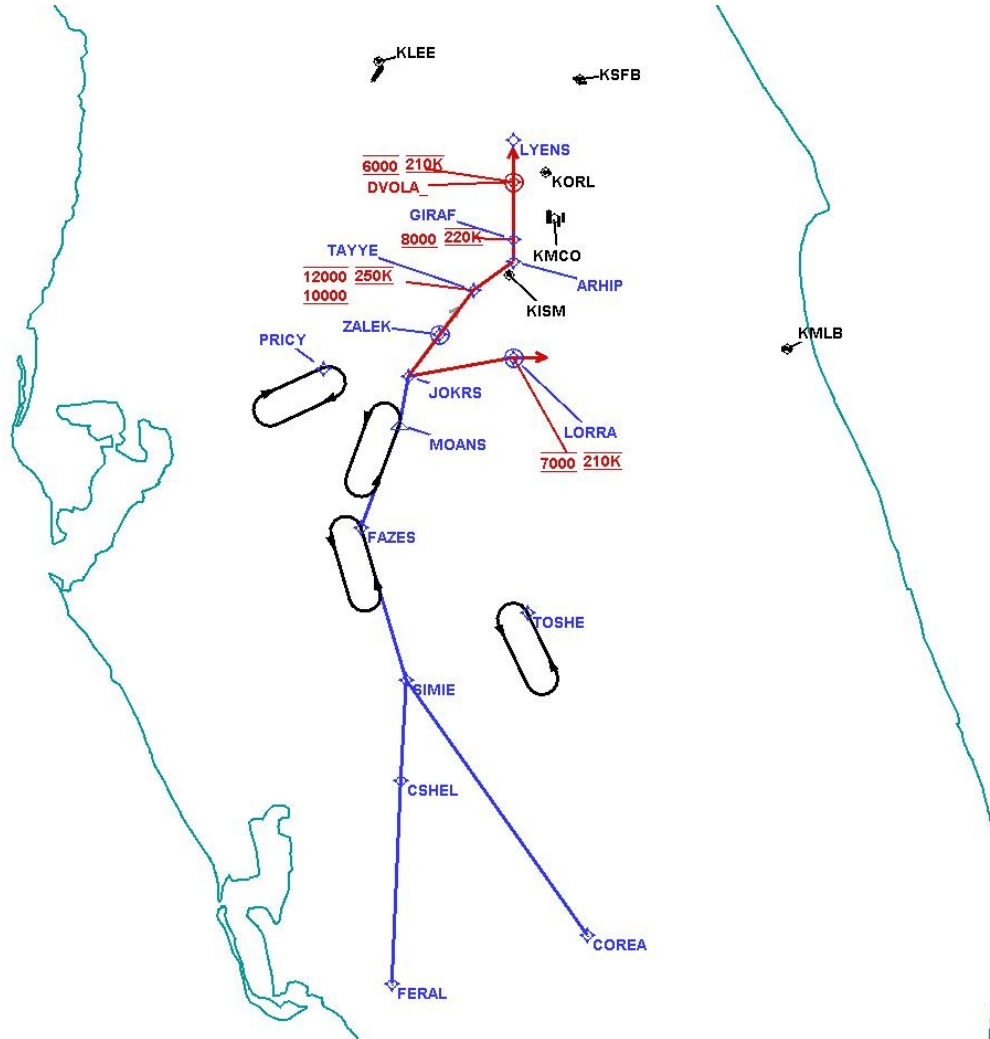 KLEE
KSFB
LYENS
6000 210K
DVOLA_
KORL
GIRAF
8000 220K
KMCO
TAYYE
12000 250K
10000
ARHIP
KISM
ZALEK
PRICY
KMLB
JOKRS
LORRA
MOANS
7000 210K
FAZES
TOSHE
SIMIE
CSHEL
COREA
FERAL